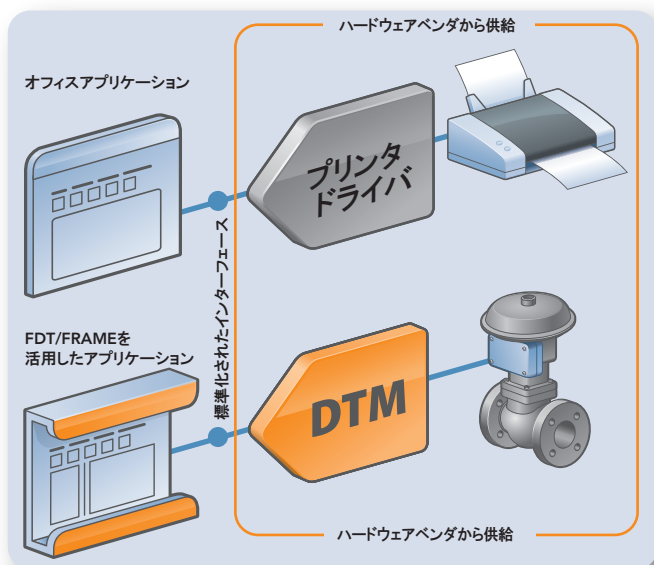 ハードウェアベンダから供給
オフィスアプリケーション
プリンタ
ドライバ
標準化されたインターフェース
FDT/FRAMEを
活用したアプリケーション
DTM
ハードウェアベンダから供給